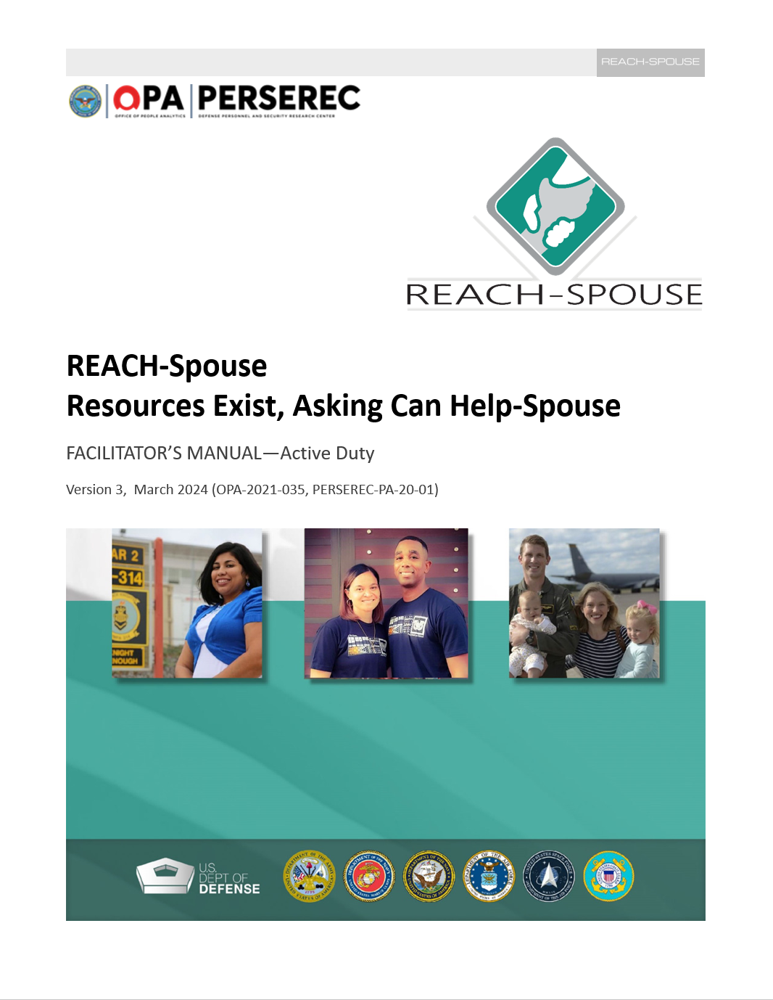 REACH-SPOUSE
OPA PERSEREC
OFFICE OF PEOPLE ANALYTICS DEFENSE PERSONNEL AND SECURITY RESEARCH CENTER
REACH-SPOUSE
REACH-Spouse
Resources Exist, Asking Can Help-Spouse
FACILITATOR’S MANUAL—Active Duty
Version 3,  March 2024 (OPA-2021-035, PERSEREC-PA-20-01)
AR 2
-314
NIGHT
NOUGH
U.S.
DEPT OF
DEFENSE